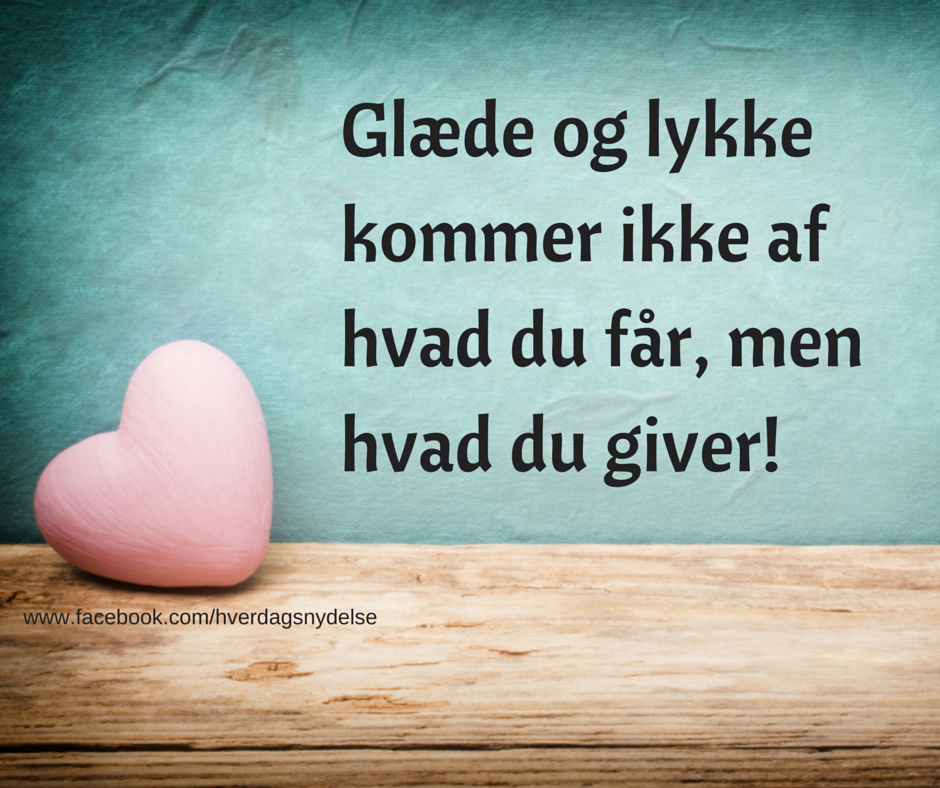 Glæde og lykke
kommer ikke af
hvad du får, men
hvad du giver!
www.facebook.com/hverdagsnydelse